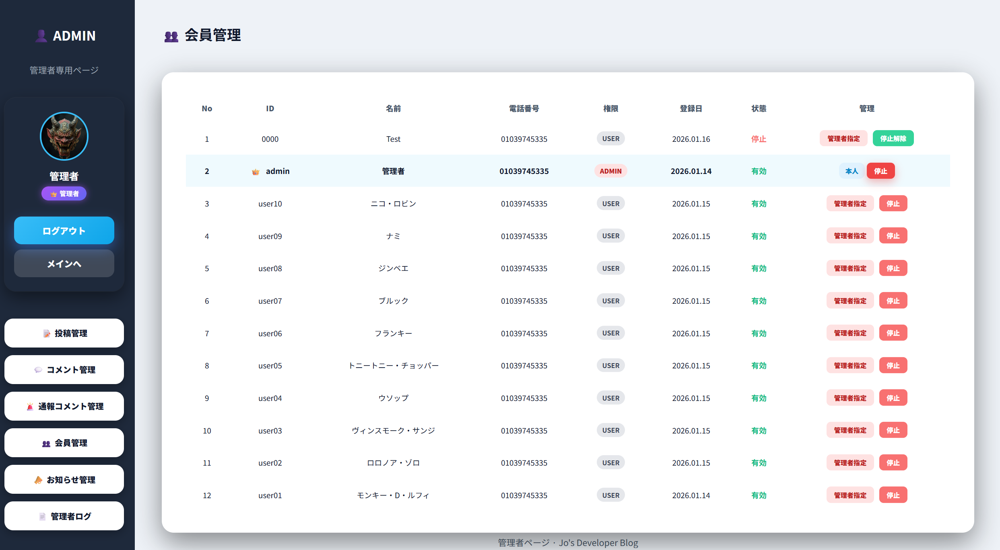 ADMIN
管理者専用ページ
管理者
管理者
ログアウト
メインへ
投稿管理
コメント管理
通報コメント管理
会員管理
お知らせ管理
管理者ログ
会員管理
No ID 名前 電話番号 権限 登録日 状態 管理
1 0000 Test 01039745335 USER 2026.01.16 停止 管理者指定 停止解除
2 admin 管理者 01039745335 ADMIN 2026.01.14 有効 本人 停止
3 user10 ニコ・ロビン 01039745335 USER 2026.01.15 有効 管理者指定 停止
4 user09 ナミ 01039745335 USER 2026.01.15 有効 管理者指定 停止
5 user08 ジンベエ 01039745335 USER 2026.01.15 有効 管理者指定 停止
6 user07 ブルック 01039745335 USER 2026.01.15 有効 管理者指定 停止
7 user06 フランキー 01039745335 USER 2026.01.15 有効 管理者指定 停止
8 user05 トニートニー・チョッパー 01039745335 USER 2026.01.15 有効 管理者指定 停止
9 user04 ウソップ 01039745335 USER 2026.01.15 有効 管理者指定 停止
10 user03 ヴィンスモーク・サンジ 01039745335 USER 2026.01.15 有効 管理者指定 停止
11 user02 ロロノア・ゾロ 01039745335 USER 2026.01.15 有効 管理者指定 停止
12 user01 モンキー・D・ルフィ 01039745335 USER 2026.01.14 有効 管理者指定 停止
管理者ページ · Jo's Developer Blog